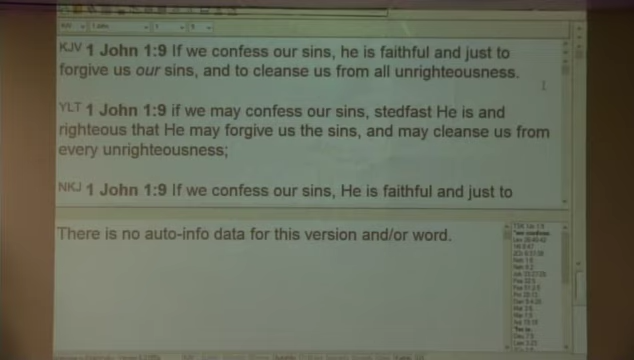 KJV 1 John 1:9 If we confess our sins, he is faithful and just to
forgive us our sins, and to cleanse us from all unrighteousness.
YLT 1 John 1:9 if we may confess our sins, stedfast He is and
righteous that He may forgive us the sins, and may cleanse us from
every unrighteousness;
NKJ 1 John 1:9 If we confess our sins, He is faithful and just to
There is no auto-info data for this version and/or word.